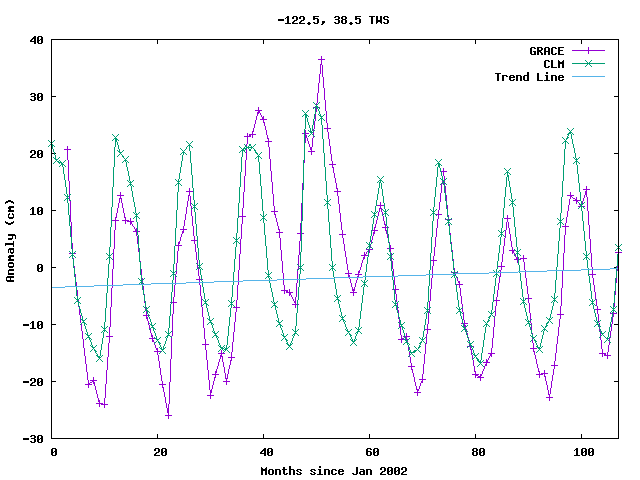 -122.5, 38.5 TWS
GRACE
CLM
Trend Line
40
30
20
10
0
-10
-20
-30
Anomaly (cm)
0 20 40 60 80 100
Months since Jan 2002